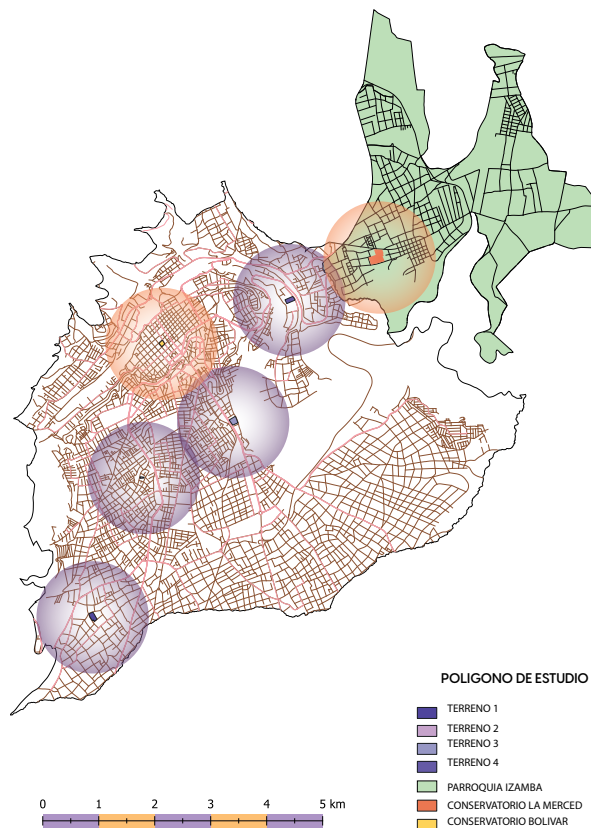 POLIGONO DE ESTUDIO
TERRENO 1
TERRENO 2
TERRENO 3
TERRENO 4
PARROQUIA IZAMBA
CONSERVATORIO LA MERCED
CONSERVATORIO BOLIVAR
0 1 2 3 4 5 km